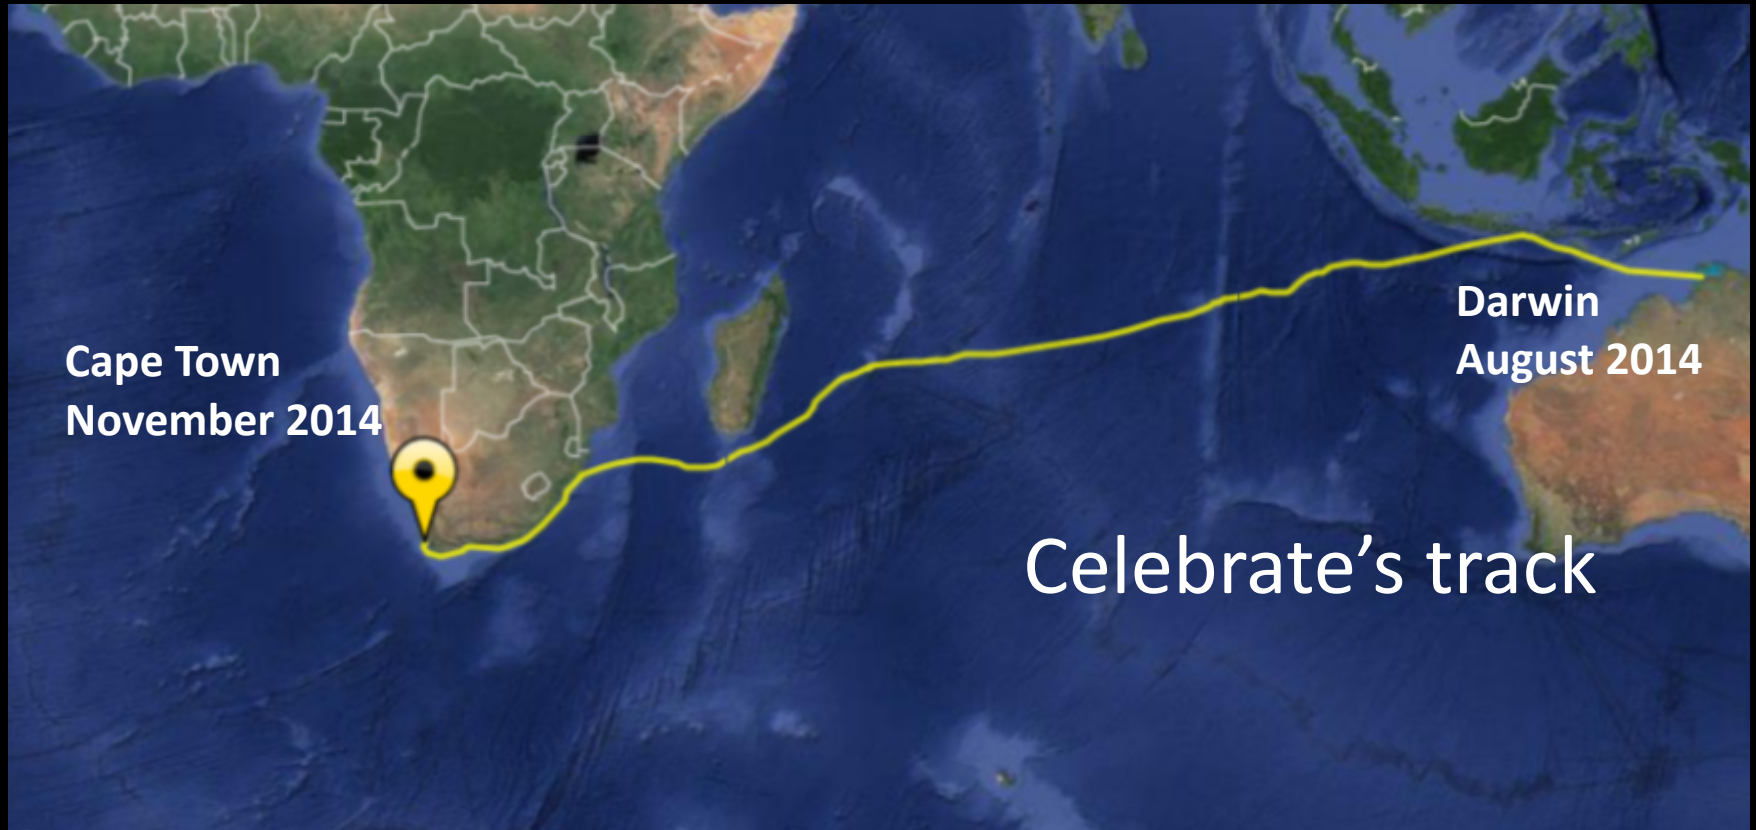 Cape Town
November 2014
Darwin
August 2014
Celebrate’s track